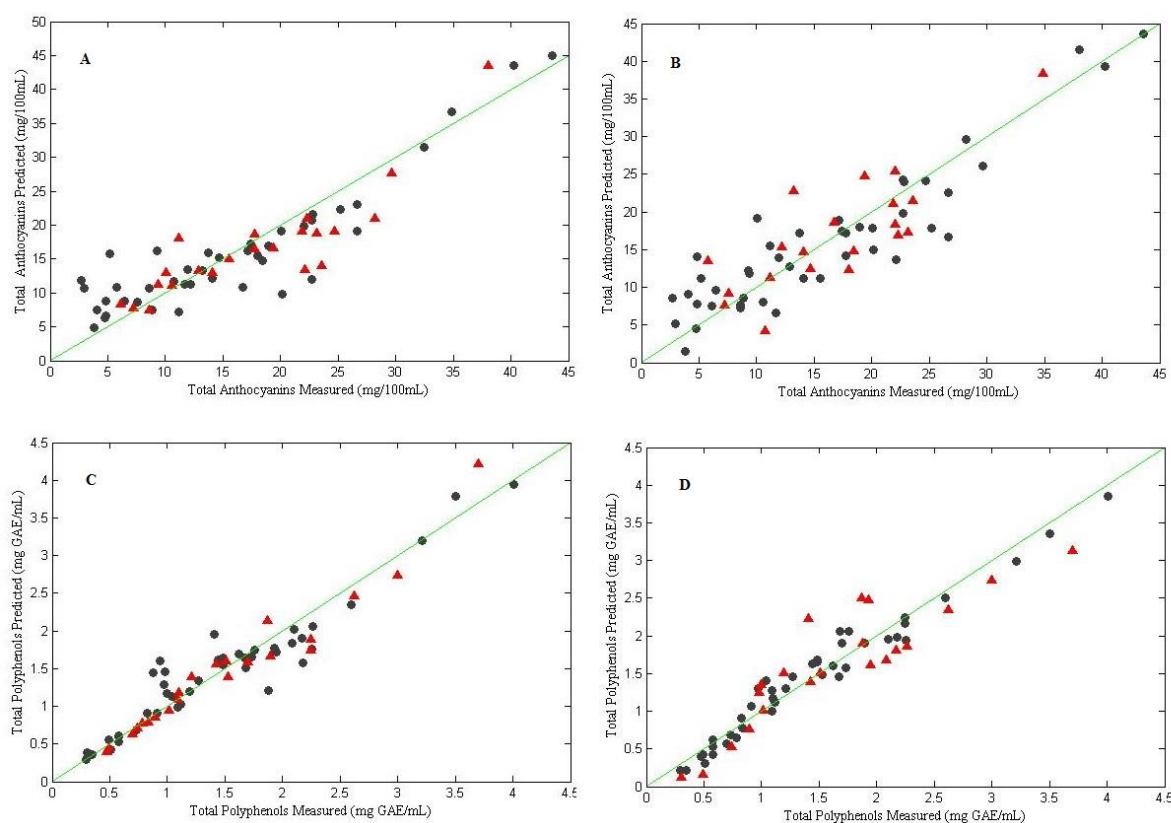 A
Total Anthocyanins Predicted (mg/100mL)
50
45
40
35
30
25
20
15
10
5
0
0 5 10 15 20 25 30 35 40 45
Total Anthocyanins Measured (mg/100mL)
B
Total Anthocyanins Predicted (mg/100mL)
45
40
35
30
25
20
15
10
5
0
0 5 10 15 20 25 30 35 40 45
Total Anthocyanins Measured (mg/100mL)
C
Total Polyphenols Predicted (mg GAE/mL)
4.5
4
3.5
3
2.5
2
1.5
1
0.5
0
0 0.5 1 1.5 2 2.5 3 3.5 4 4.5
Total Polyphenols Measured (mg GAE/mL)
D
Total Polyphenols Predicted (mg GAE/mL)
4.5
4
3.5
3
2.5
2
1.5
1
0.5
0
0 0.5 1 1.5 2 2.5 3 3.5 4 4.5
Total Polyphenols Measured (mg GAE/mL)